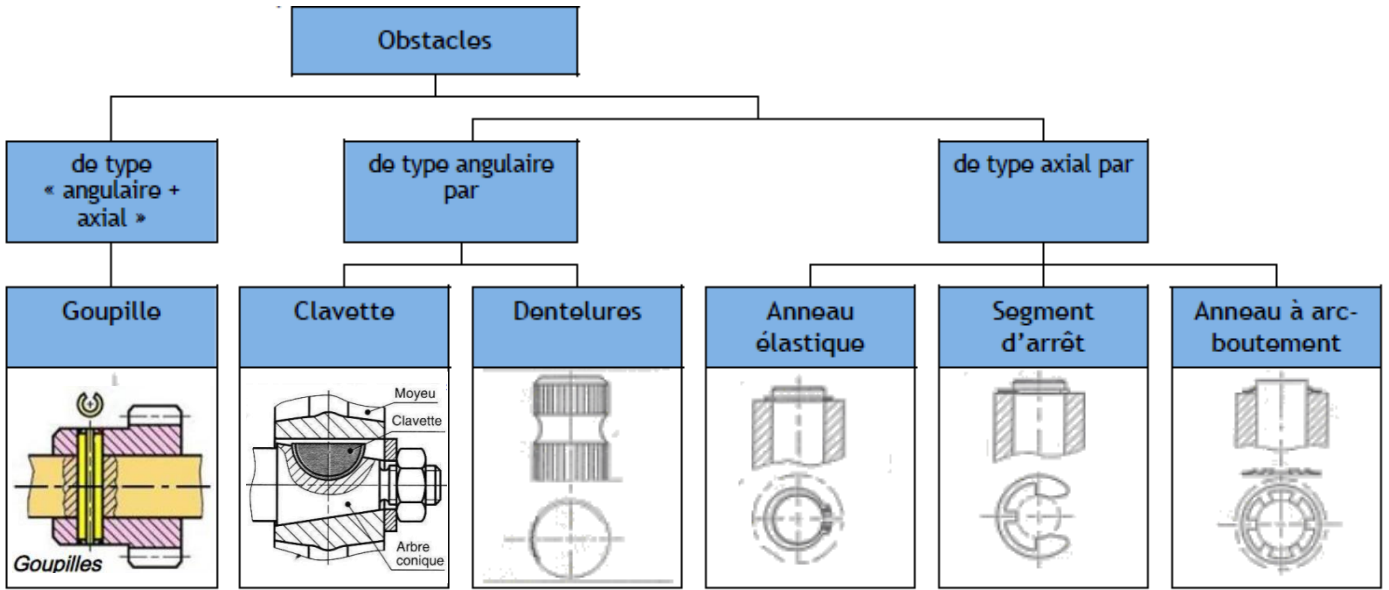 Obstacles
de type
« angulaire +
axial »
de type angulaire
par
de type axial par
Goupille
Clavette
Dentelures
Anneau
élastique
Segment
d’arrêt
Anneau à arc-
boutement
Goupilles
Moyeu
Clavette
Arbre
conique